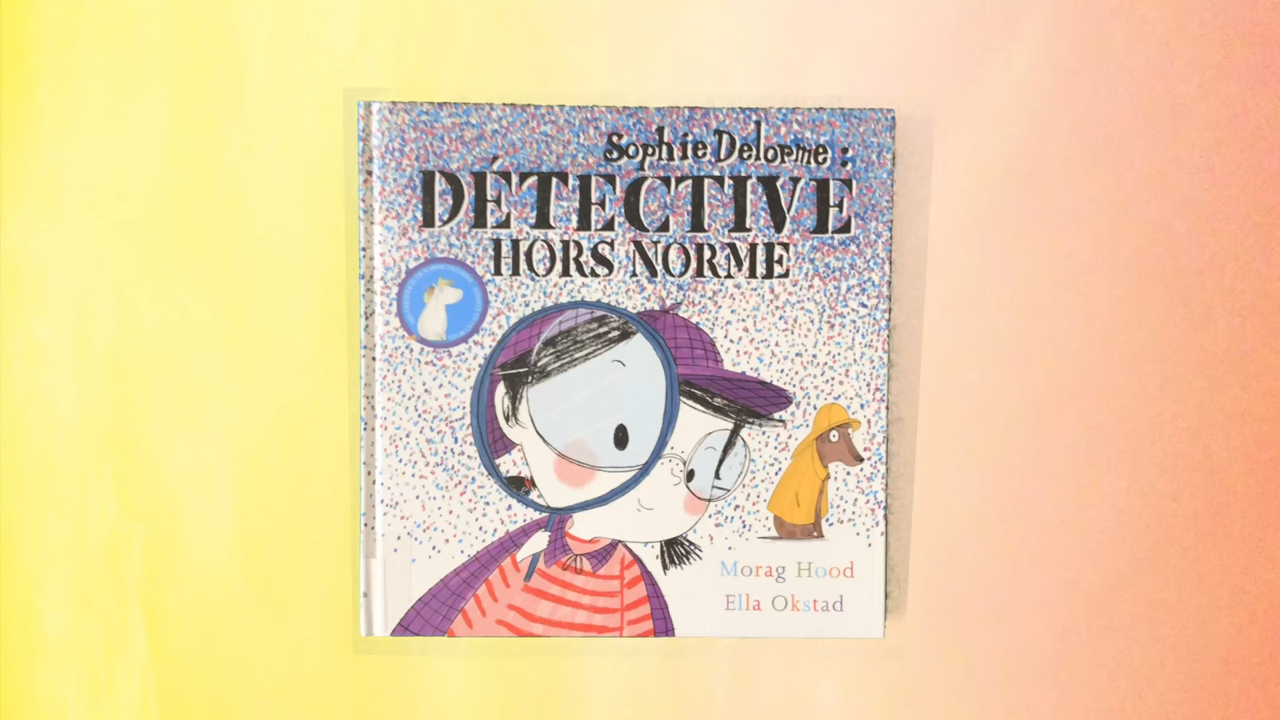 Sophie Delorme :
DÉTECTIVE
HORS NORME
Morag Hood
Ella Okstad